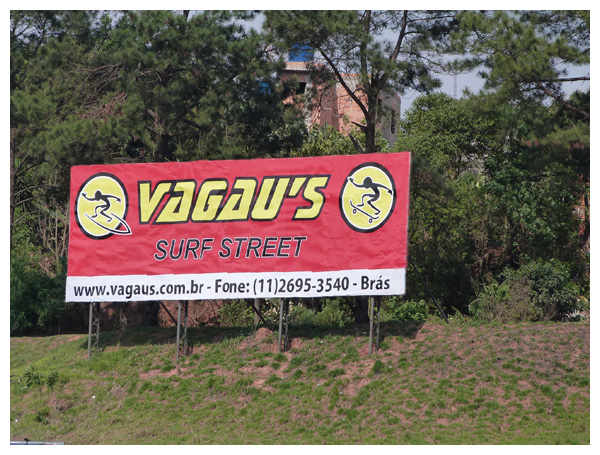 VAGAU'S
SURF STREET
www.vagaus.com.br - Fone: (11)2695-3540 - Brás